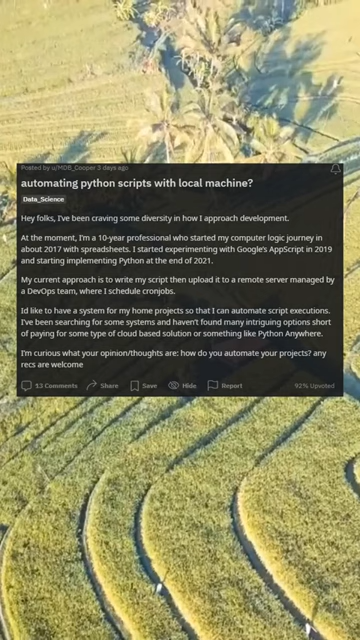 Posted by u/MDB_Cooper 3 days ago
automating python scripts with local machine?
Data_Science
Hey folks, I've been craving some diversity in how I approach development.
At the moment, I'm a 10-year professional who started my computer logic journey in
about 2017 with spreadsheets. I started experimenting with Google's AppScript in 2019
and starting implementing Python at the end of 2021.
My current approach is to write my script then upload it to a remote server managed by
a DevOps team, where I schedule cronjobs.
Id like to have a system for my home projects so that I can automate script executions.
I've been searching for some systems and haven't found many intriguing options short
of paying for some type of cloud based solution or something like Python Anywhere.
I'm curious what your opinion/thoughts are: how do you automate your projects? any
recs are welcome
13 Comments Share Save Hide Report 92% Upvoted